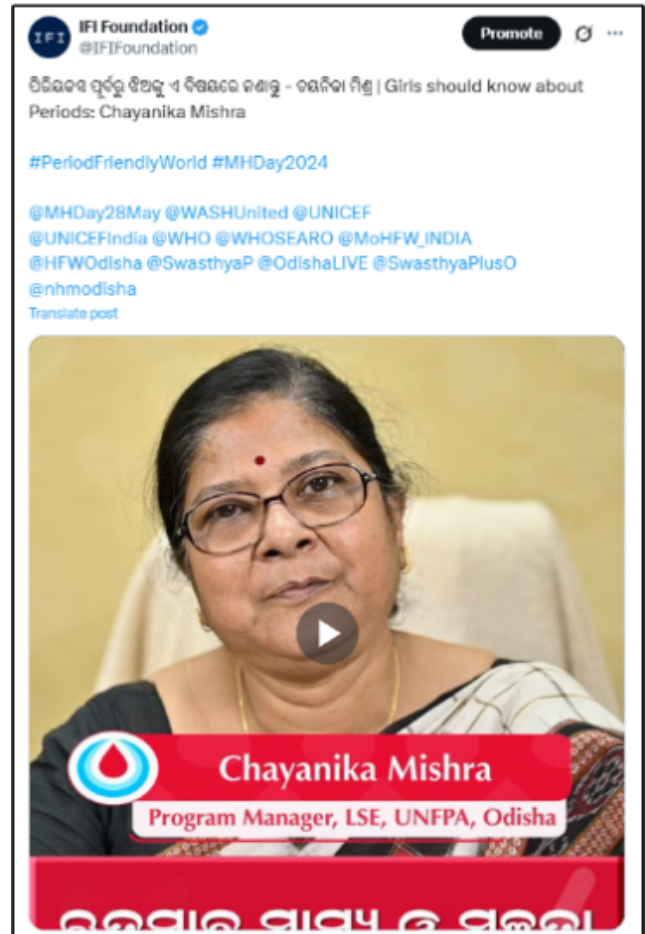 IFI Foundation
@IFIFoundation
Promote
IFI
ପିରିୟଡସ ପୂର୍ବରୁ ଝିଅଙ୍କୁ ଏ ବିଷୟରେ ଜଣାନ୍ତୁ - ଚୟନିକା ମିଶ୍ର | Girls should know about
Periods: Chayanika Mishra
#PeriodFriendlyWorld #MHDay2024
@MHDay28May @WASHUnited @UNICEF
@UNICEFIndia @WHO @WHOSEARO @MoHFW_INDIA
@HFWOdisha @SwasthyaP @OdishaLIVE @SwasthyaPlusO
@nhmodisha
Translate post
Chayanika Mishra
Program Manager, LSE, UNFPA, Odisha